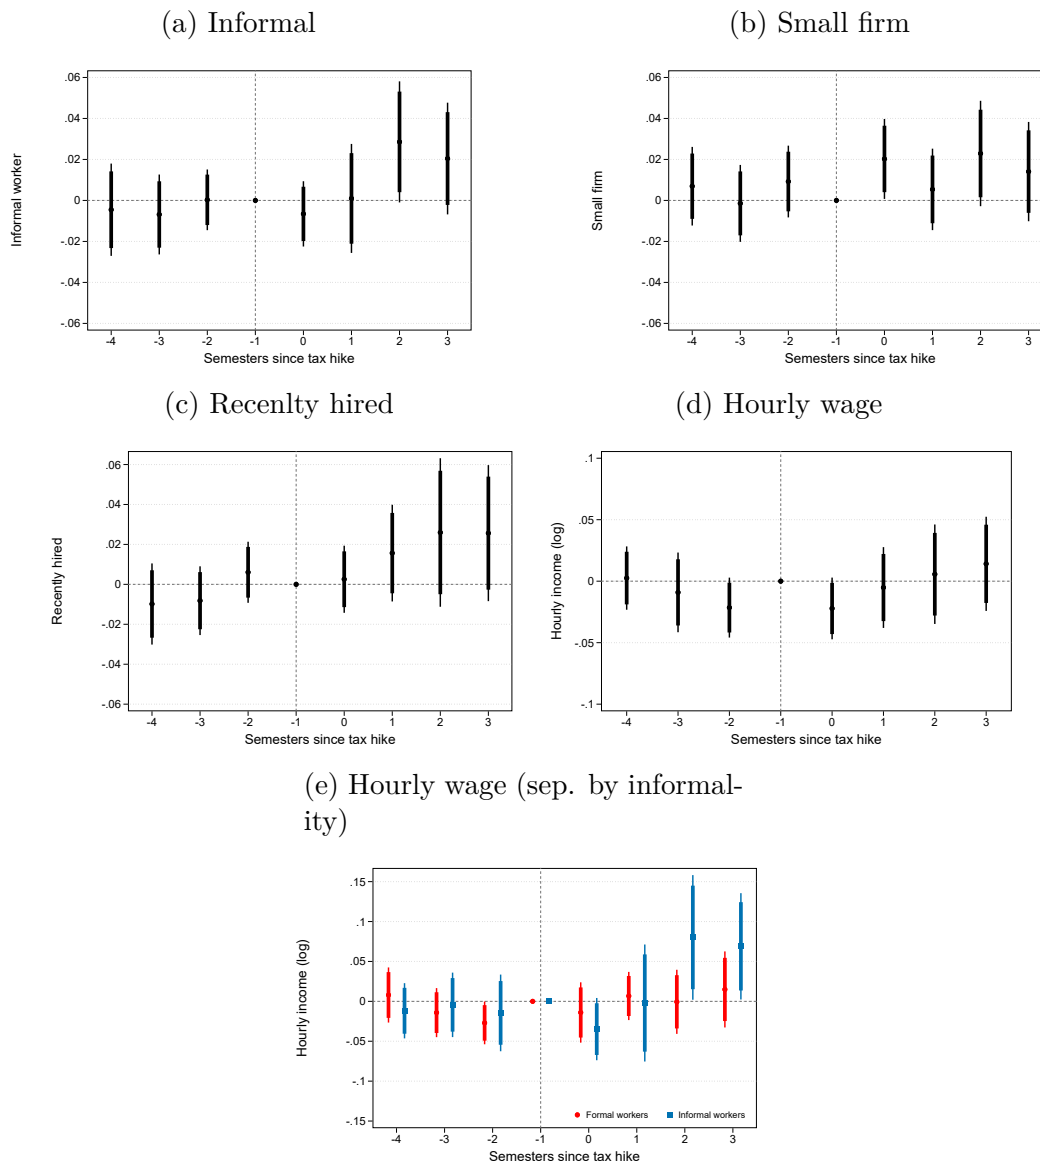 (a) Informal
(b) Small firm
.06
.04
.02
0
-.02
-.04
-.06
Informal worker
-4 -3 -2 -1 0 1 2 3
Semesters since tax hike
.06
.04
.02
0
-.02
-.04
-.06
Small firm
-4 -3 -2 -1 0 1 2 3
Semesters since tax hike
(c) Recenlty hired
(d) Hourly wage
.06
.04
.02
0
-.02
-.04
-.06
Recently hired
-4 -3 -2 -1 0 1 2 3
Semesters since tax hike
.1
.05
0
-.05
-.1
Hourly income (log)
-4 -3 -2 -1 0 1 2 3
Semesters since tax hike
(e) Hourly wage (sep. by informal-
ity)
.15
.1
.05
0
-.05
-.1
-.15
Hourly income (log)
Formal workers Informal workers
-4 -3 -2 -1 0 1 2 3
Semesters since tax hike